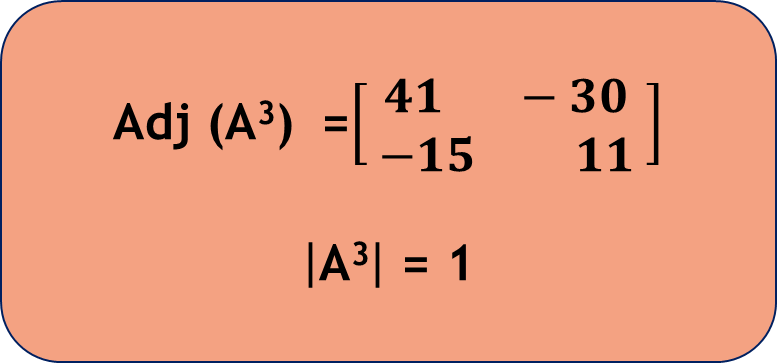 Adj (A³) = [ 41 − 30
−15 11 ]
|A³| = 1